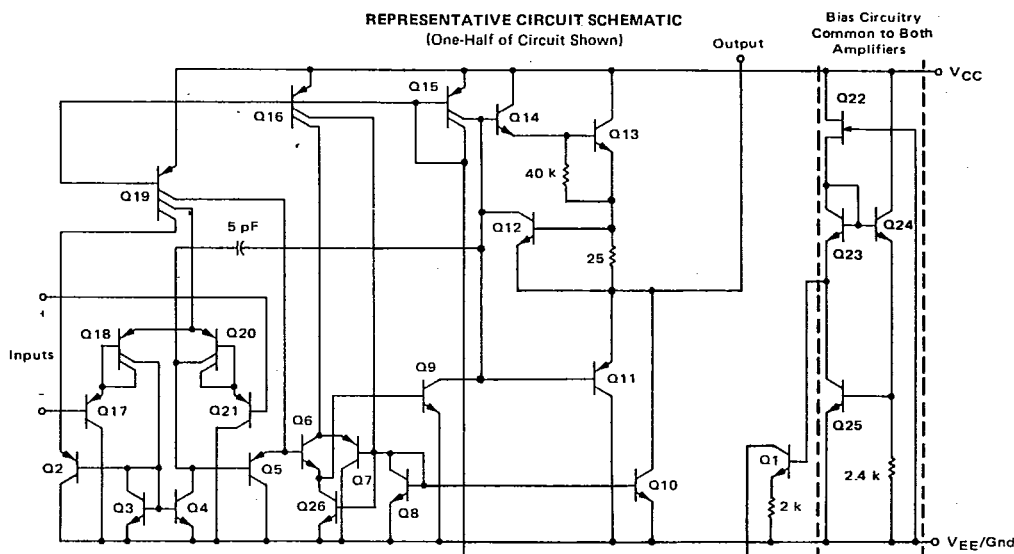 REPRESENTATIVE CIRCUIT SCHEMATIC
(One-Half of Circuit Shown)
Bias Circuitry
Common to Both
Amplifiers
Output
VCC
Q22
Q15
Q14
Q16
Q13
40 k
Q19
Q12
Q24
Q23
5 pF
25
Q18
Q20
Inputs
Q9
Q11
Q17
Q21
Q25
Q6
Q2
Q5
Q7
Q1
Q10
2.4 k
Q3
Q4
Q26
Q8
2 k
VEE/Gnd